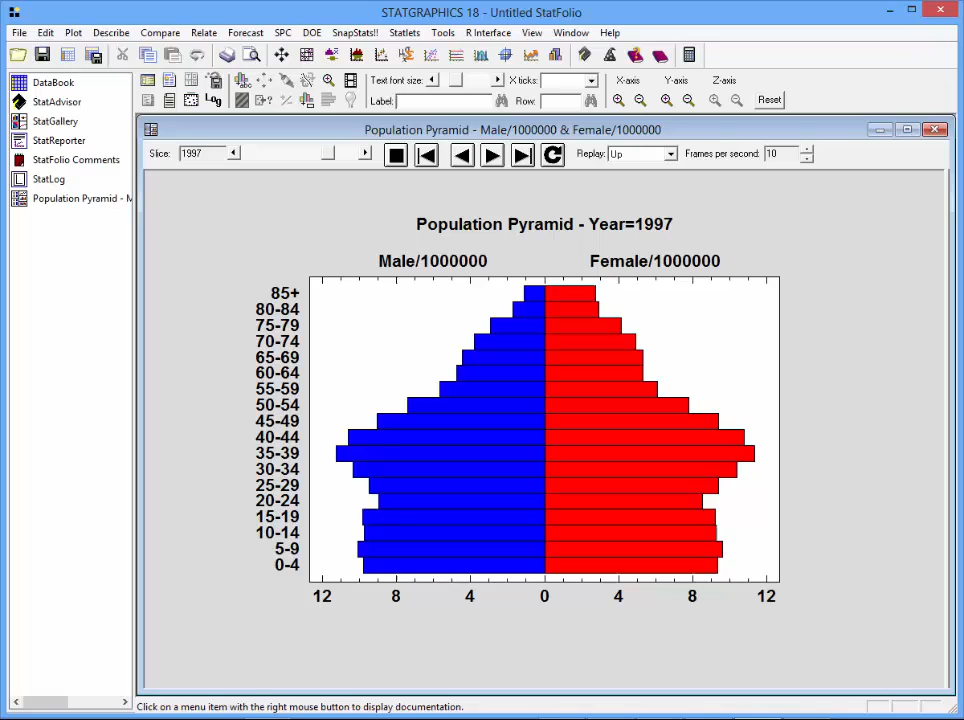 STATGRAPHICS 18 - Untitled StatFolio
File Edit Plot Describe Compare Relate Forecast SPC DOE SnapStats!! Statlets Tools R Interface View Window Help
Text font size: X ticks: X-axis Y-axis Z-axis
Log Label: Row: Reset
DataBook
StatAdvisor
StatGallery
StatReporter
StatFolio Comments
StatLog
Population Pyramid - M
Population Pyramid - Male/1000000 & Female/1000000
Slice: 1997 Replay: Up Frames per second: 10
Population Pyramid - Year=1997
Male/1000000 Female/1000000
85+
80-84
75-79
70-74
65-69
60-64
55-59
50-54
45-49
40-44
35-39
30-34
25-29
20-24
15-19
10-14
5-9
0-4
12 8 4 0 4 8 12
Click on a menu item with the right mouse button to display documentation.